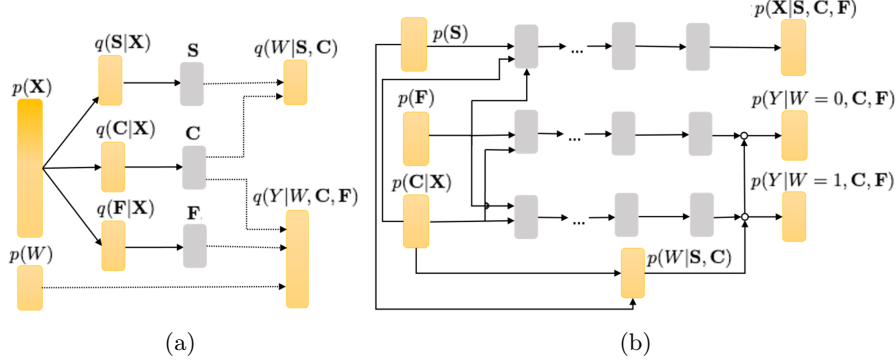 p(X)
q(S|X)
S
q(W|S, C)
q(C|X)
C
q(F|X)
F
q(Y|W, C, F)
p(W)
(a)
p(S)
...
p(X|S, C, F)
p(F)
...
p(Y|W = 0, C, F)
p(C|X)
...
p(Y|W = 1, C, F)
p(W|S, C)
(b)